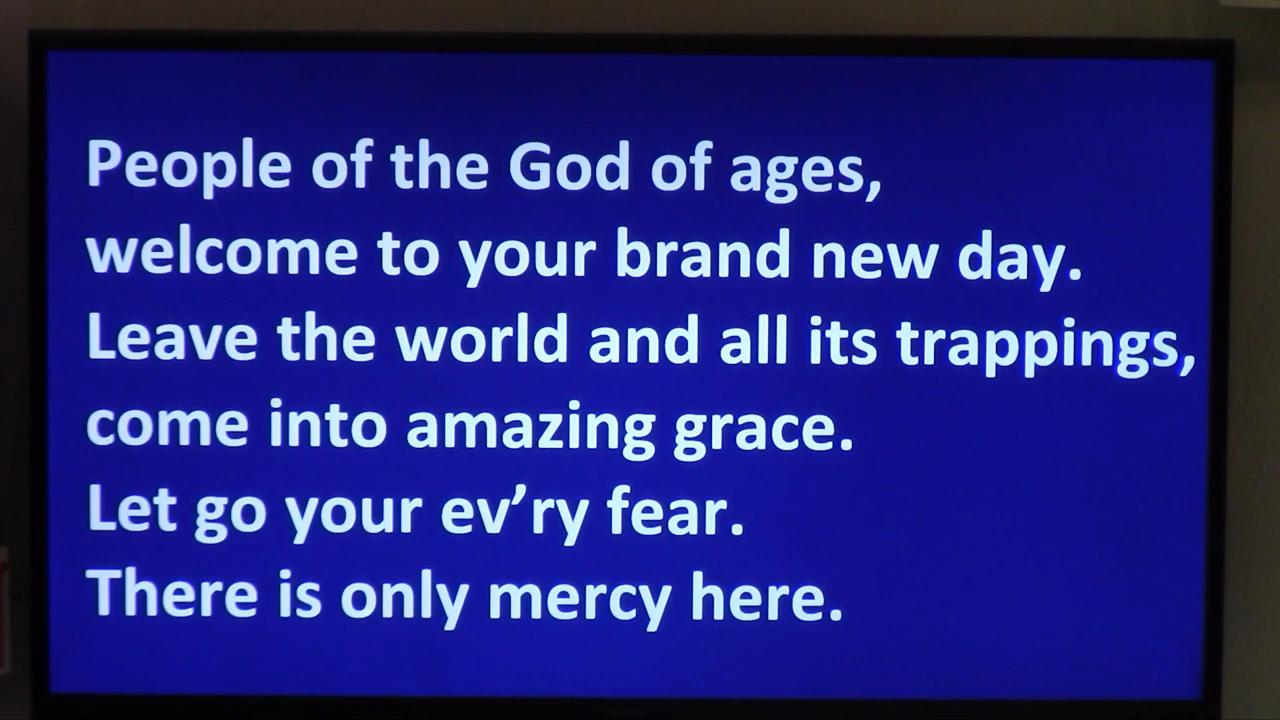 People of the God of ages,
welcome to your brand new day.
Leave the world and all its trappings,
come into amazing grace.
Let go your ev’ry fear.
There is only mercy here.